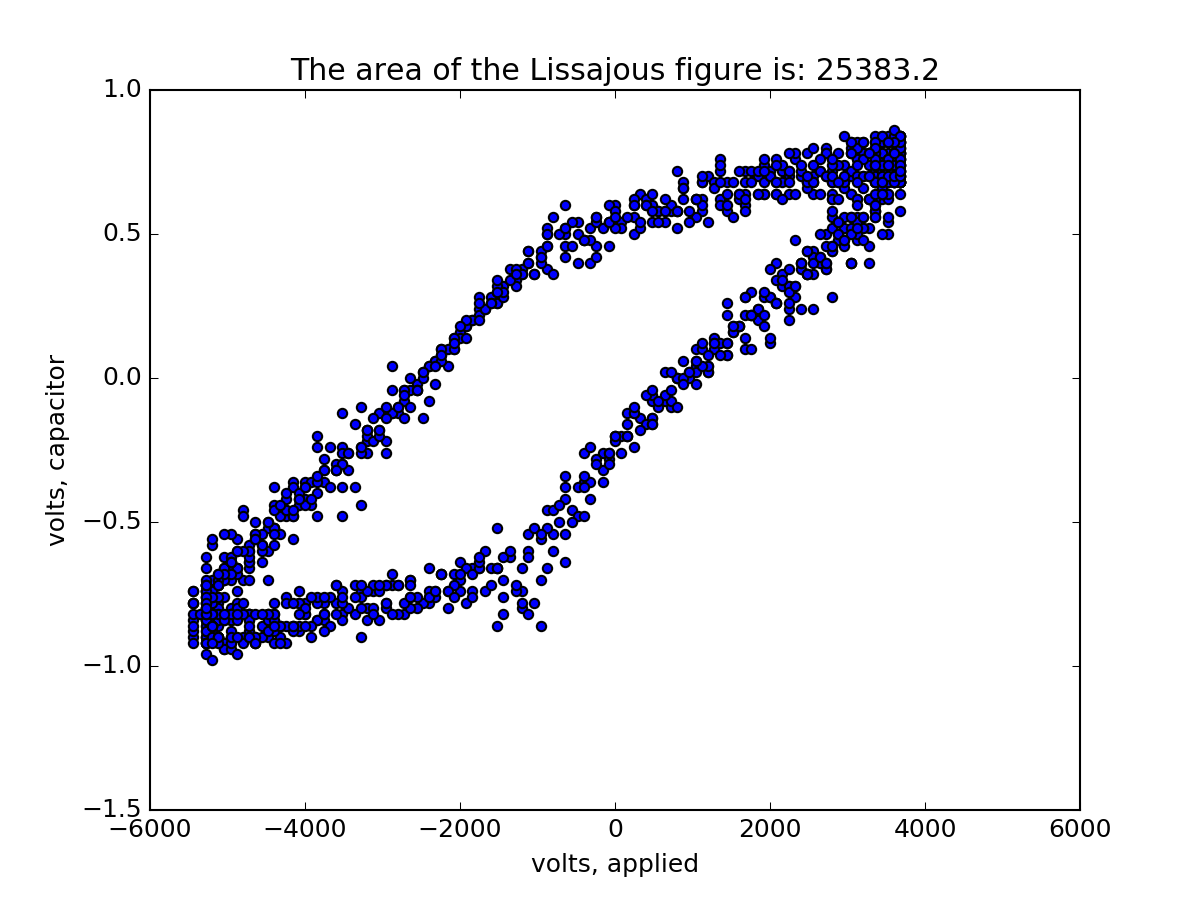 The area of the Lissajous figure is: 25383.2
1.0
0.5
0.0
−0.5
−1.0
−1.5
volts, capacitor
−6000 −4000 −2000 0 2000 4000 6000
volts, applied